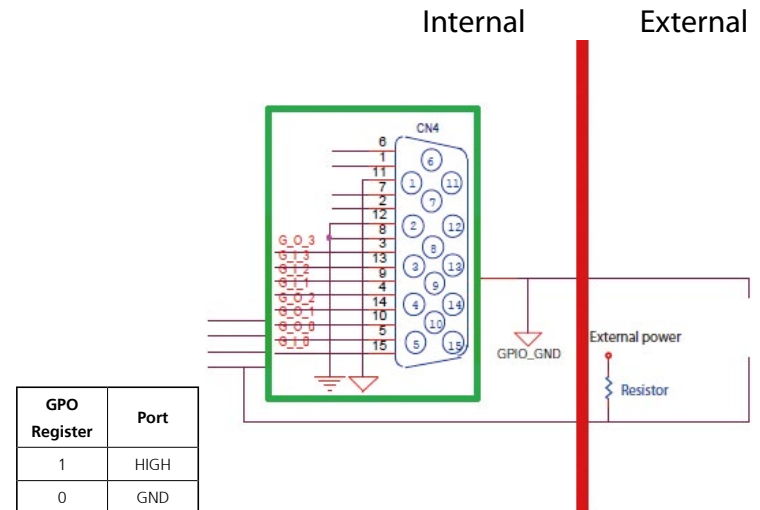 Internal External
CN4
6
1
11
7
2
12
8
3
13
9
4
14
10
5
15
G_O_3
G_I_3
G_I_2
G_I_1
G_O_2
G_O_1
G_O_0
G_I_0
6
1 11
7
2 12
8
3 13
9
4 14
10
5 15
GPIO_GND
External power
Resistor
GPO Register Port
1 HIGH
0 GND